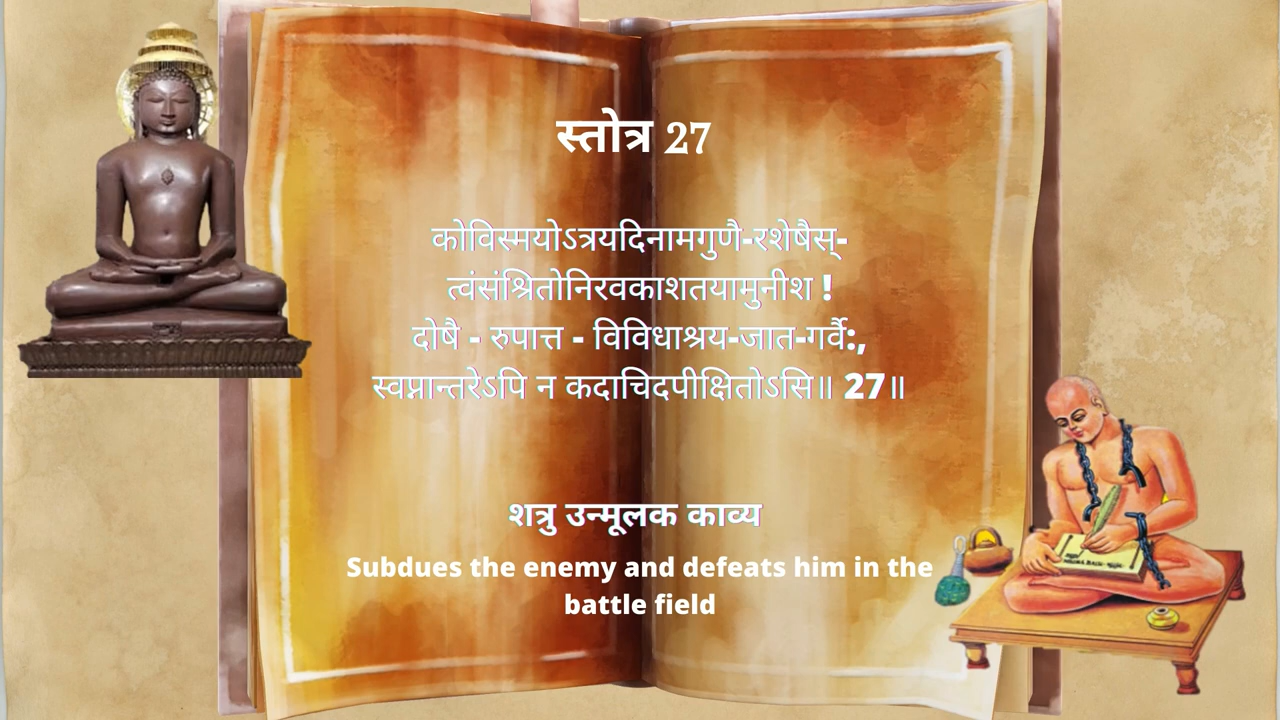 स्तोत्र 27
कोविस्मयोऽत्रयदिनामगुणै-रशेषैस्-
त्वंसंश्रितोनिरवकाशतयामुनीश !
दोषै - रुपात्त - विविधाश्रय-जात-गर्वै:,
स्वप्नान्तरेऽपि न कदाचिदपीक्षितोऽसि॥ 27॥
शत्रु उन्मूलक काव्य
Subdues the enemy and defeats him in the
battle field